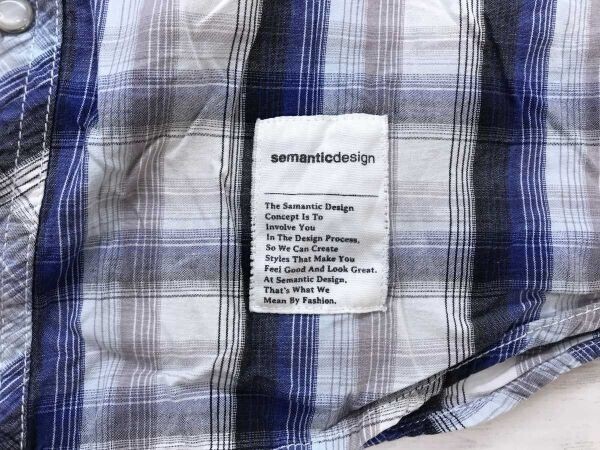 semanticdesign
The Samantic Design
Concept Is To
Involve You
In The Design Process,
So We Can Create
Styles That Make You
Feel Good And Look Great.
At Semantic Design,
That's What We
Mean By Fashion.